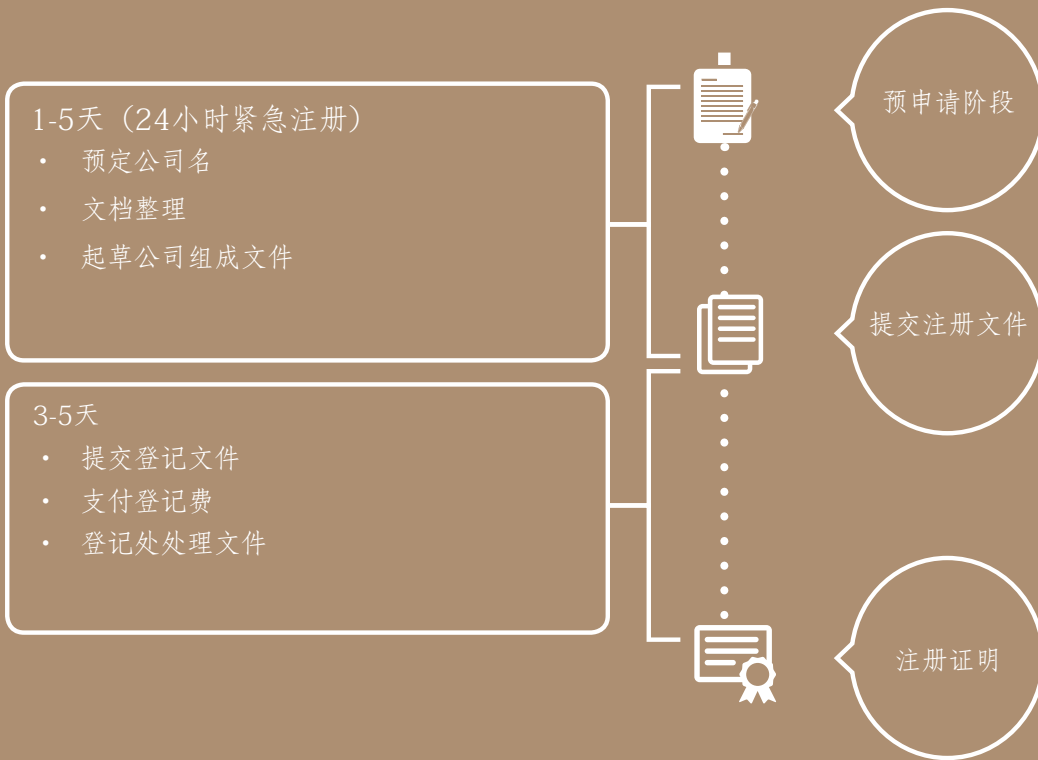 1-5天（24小时紧急注册）
• 预定公司名
• 文档整理
• 起草公司组成文件
3-5天
• 提交登记文件
• 支付登记费
• 登记处处理文件
预申请阶段
提交注册文件
注册证明